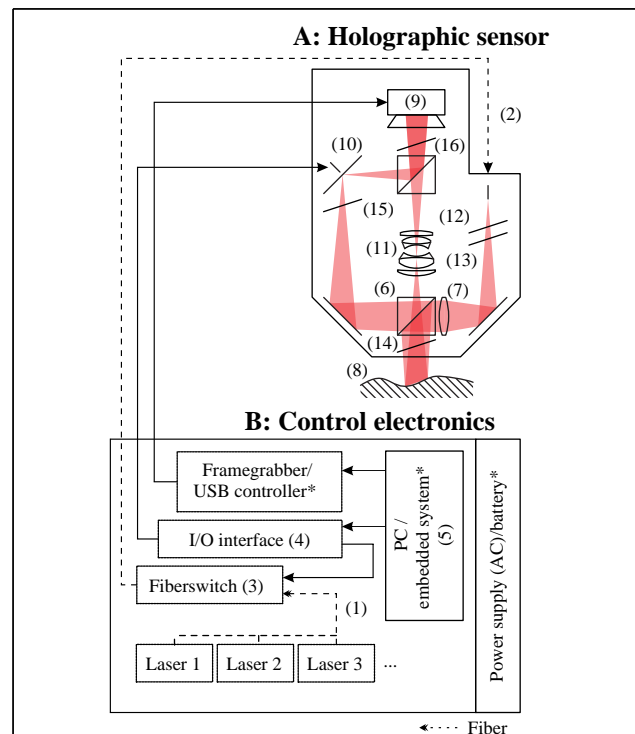 A: Holographic sensor
(9)
(2)
(10)
(16)
(15)
(12)
(11)
(13)
(6)
(7)
(14)
(8)
B: Control electronics
Framegrabber/
USB controller*
I/O interface (4)
Fiberswitch (3)
PC /
embedded system*
(5)
Power supply (AC)/battery*
(1)
Laser 1
Laser 2
Laser 3
...
Fiber